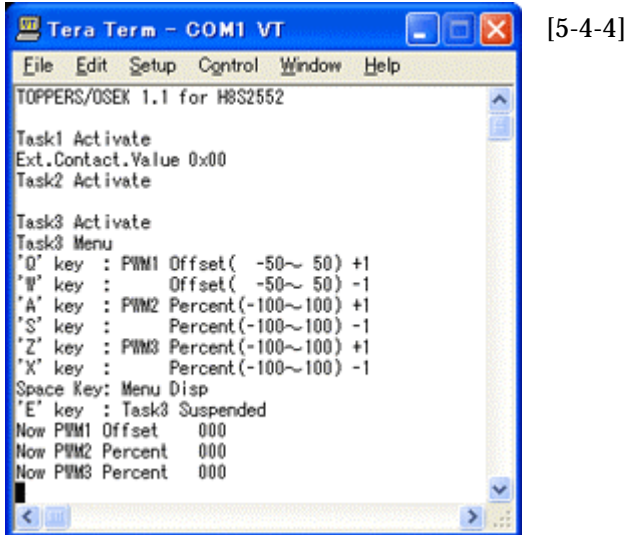 Tera Term - COM1 VT
[5-4-4]
File Edit Setup Control Window Help
TOPPERS/OSEK 1.1 for H8S2552
Task1 Activate
Ext.Contact.Value 0x00
Task2 Activate
Task3 Activate
Task3 Menu
'Q' key : PWM1 Offset( -50～ 50) +1
'W' key : Offset( -50～ 50) -1
'A' key : PWM2 Percent(-100～100) +1
'S' key : Percent(-100～100) -1
'Z' key : PWM3 Percent(-100～100) +1
'X' key : Percent(-100～100) -1
Space Key: Menu Disp
'E' key : Task3 Suspended
Now PWM1 Offset 000
Now PWM2 Percent 000
Now PWM3 Percent 000